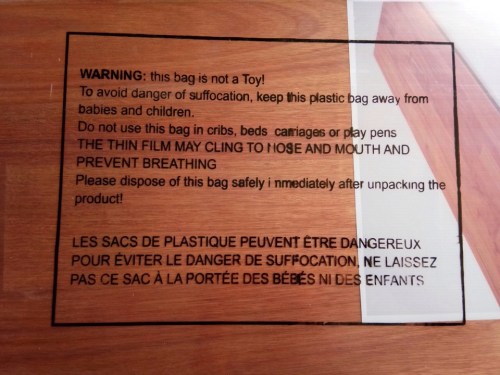 WARNING: this bag is not a Toy!
To avoid danger of suffocation, keep this plastic bag away from
babies and children.
Do not use this bag in cribs, beds carriages or play pens
THE THIN FILM MAY CLING TO NOSE AND MOUTH AND
PREVENT BREATHING
Please dispose of this bag safely immediately after unpacking the
product!
LES SACS DE PLASTIQUE PEUVENT ÊTRE DANGEREUX
POUR ÉVITER LE DANGER DE SUFFOCATION, NE LAISSEZ
PAS CE SAC À LA PORTÉE DES BÉBÉS NI DES ENFANTS